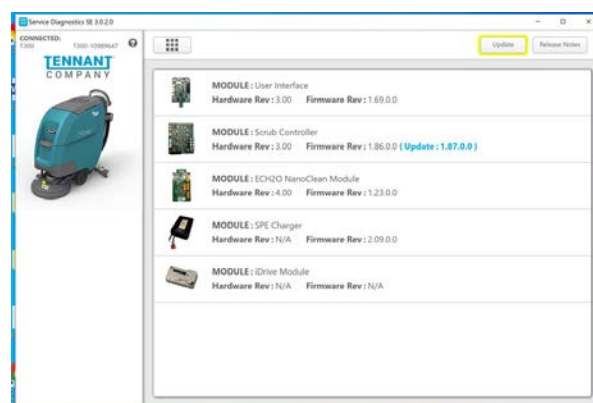 Service Diagnostics SE 3.0.2.0
CONNECTED:
T300 T300-10989647
TENNANT
COMPANY
Update
Release Notes
MODULE : User Interface
Hardware Rev : 3.00 Firmware Rev : 1.69.0.0
MODULE : Scrub Controller
Hardware Rev : 3.00 Firmware Rev : 1.86.0.0 ( Update : 1.87.0.0 )
MODULE : ECH2O NanoClean Module
Hardware Rev : 4.00 Firmware Rev : 1.23.0.0
MODULE : SPE Charger
Hardware Rev : N/A Firmware Rev : 2.09.0.0
MODULE : iDrive Module
Hardware Rev : N/A Firmware Rev : N/A